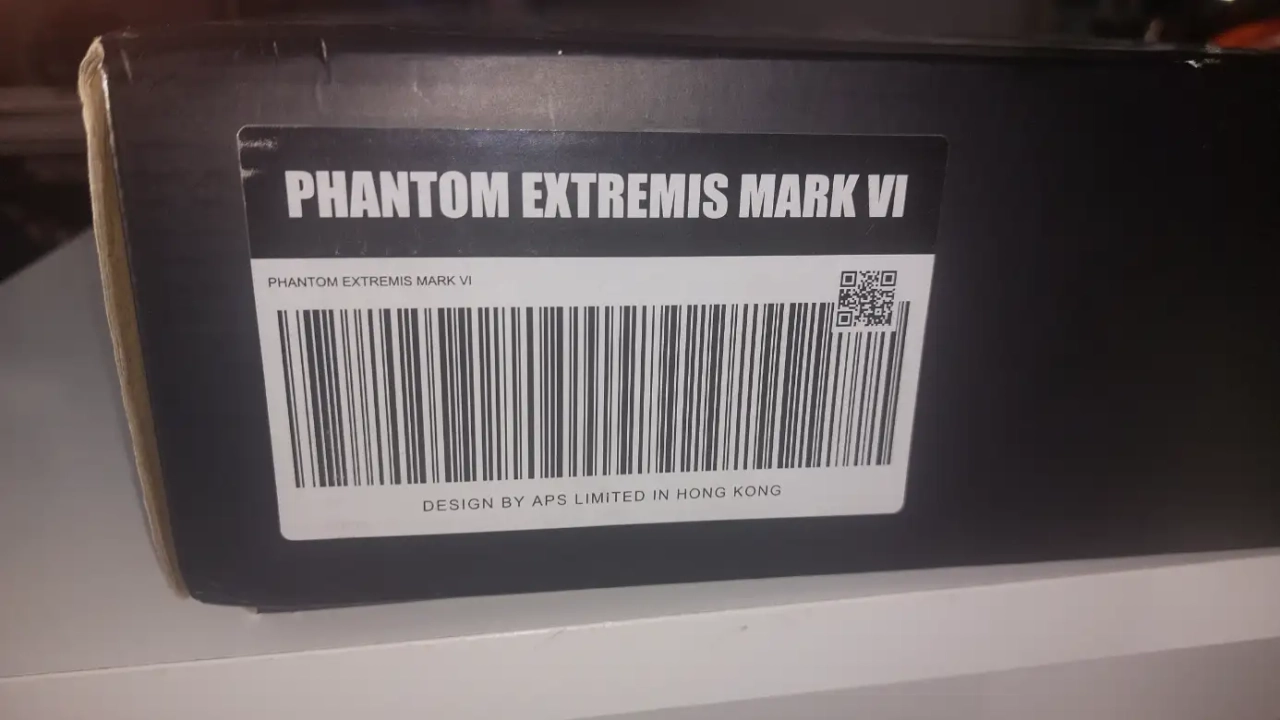 PHANTOM EXTREMIS MARK VI
PHANTOM EXTREMIS MARK VI
DESIGN BY APS LIMITED IN HONG KONG